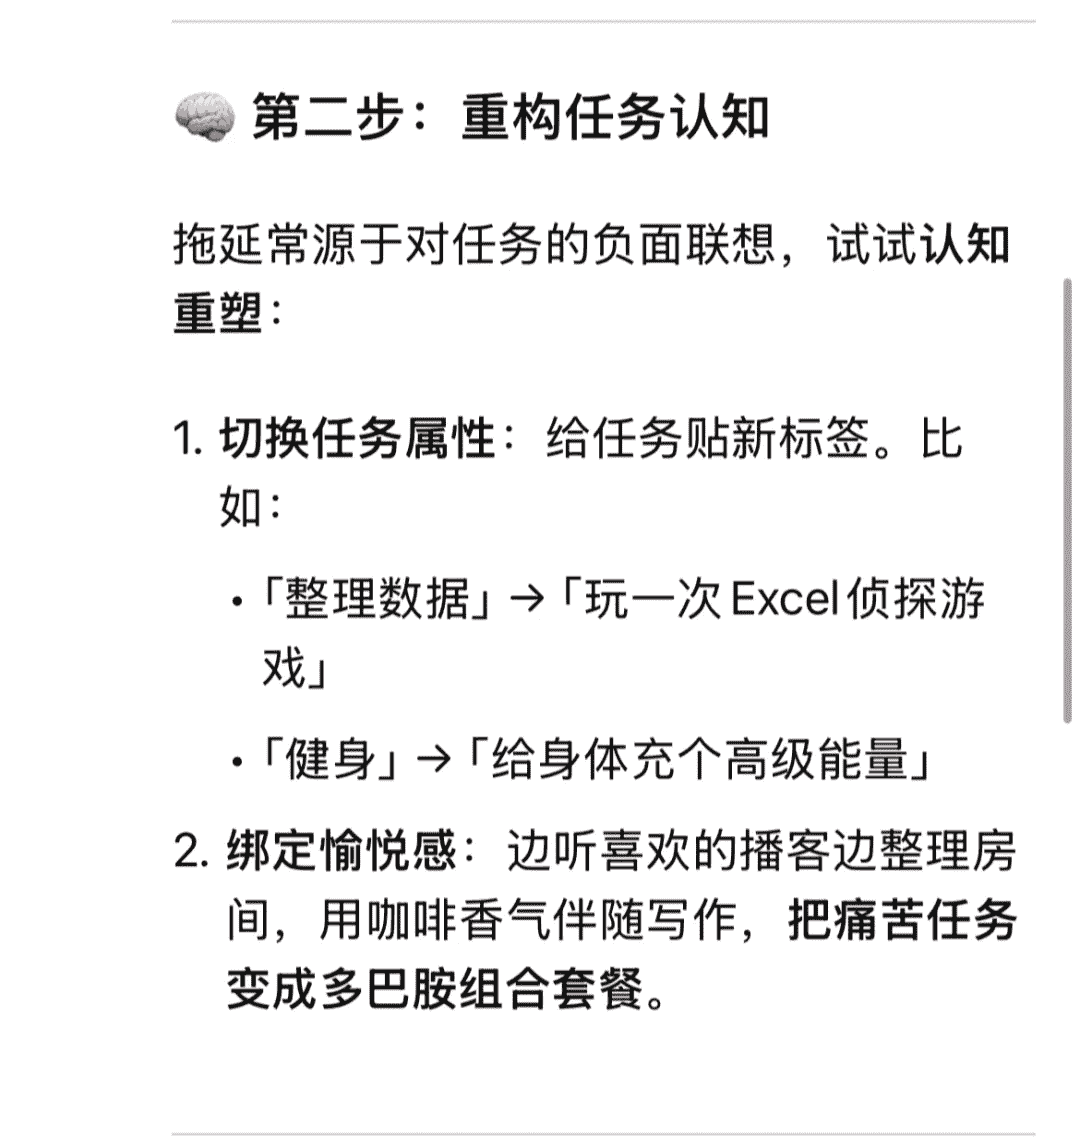 🧠 第二步：重构任务认知
拖延常源于对任务的负面联想，试试认知
重塑：
1. 切换任务属性：给任务贴新标签。比
如：
•「整理数据」→「玩一次Excel侦探游
戏」
•「健身」→「给身体充个高级能量」
2. 绑定愉悦感：边听喜欢的播客边整理房
间，用咖啡香气伴随写作，把痛苦任务
变成多巴胺组合套餐。